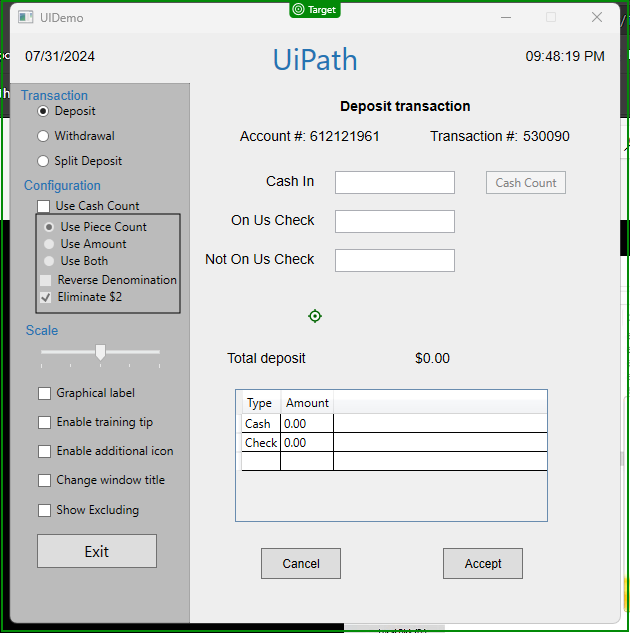 Target
UIDemo
07/31/2024
UiPath
09:48:19 PM
Transaction
Deposit
Withdrawal
Split Deposit
Configuration
Use Cash Count
Use Piece Count
Use Amount
Use Both
Reverse Denomination
Eliminate $2
Scale
Graphical label
Enable training tip
Enable additional icon
Change window title
Show Excluding
Exit
Deposit transaction
Account #: 612121961 Transaction #: 530090
Cash In Cash Count
On Us Check
Not On Us Check
Total deposit $0.00
Type Amount
Cash 0.00
Check 0.00
Cancel Accept